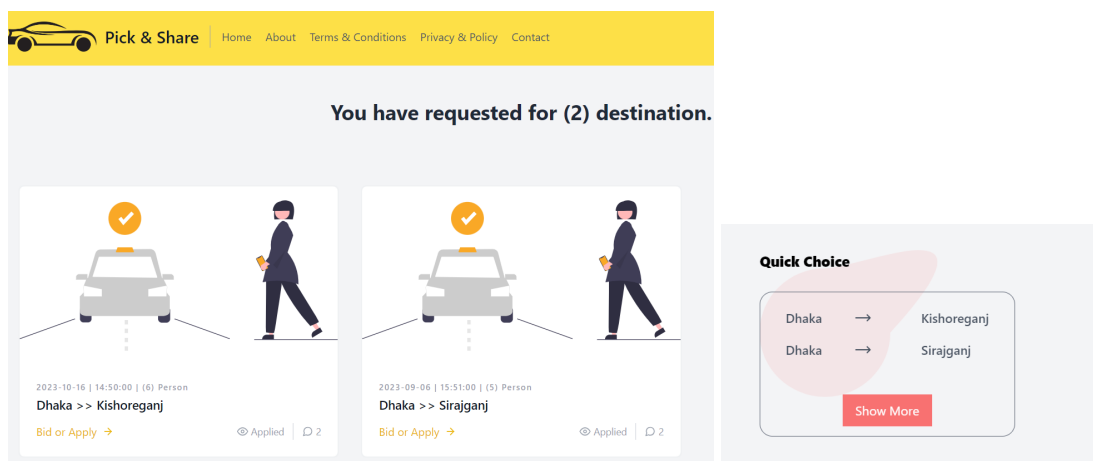 Pick & Share Home About Terms & Conditions Privacy & Policy Contact
You have requested for (2) destination.
2023-10-16 | 14:50:00 | (6) Person
Dhaka >> Kishoreganj
Bid or Apply → Applied 2
2023-09-06 | 15:51:00 | (5) Person
Dhaka >> Sirajganj
Bid or Apply → Applied 2
Quick Choice
Dhaka → Kishoreganj
Dhaka → Sirajganj
Show More